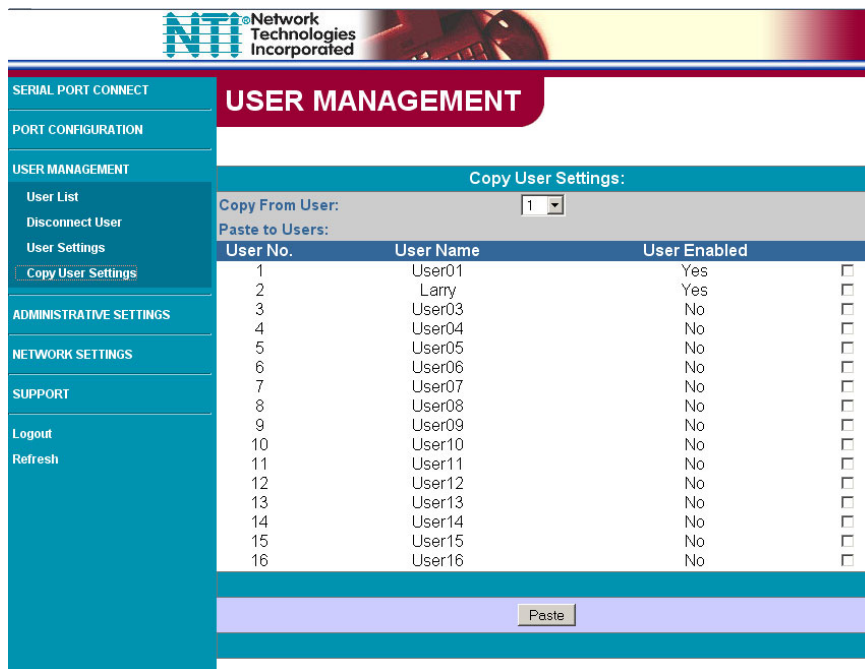 NTI ® Network
Technologies
Incorporated
SERIAL PORT CONNECT
PORT CONFIGURATION
USER MANAGEMENT
User List
Disconnect User
User Settings
Copy User Settings
ADMINISTRATIVE SETTINGS
NETWORK SETTINGS
SUPPORT
Logout
Refresh
USER MANAGEMENT
Copy User Settings:
Copy From User: 1
Paste to Users:
User No. User Name User Enabled
1 User01 Yes
2 Larry Yes
3 User03 No
4 User04 No
5 User05 No
6 User06 No
7 User07 No
8 User08 No
9 User09 No
10 User10 No
11 User11 No
12 User12 No
13 User13 No
14 User14 No
15 User15 No
16 User16 No
Paste